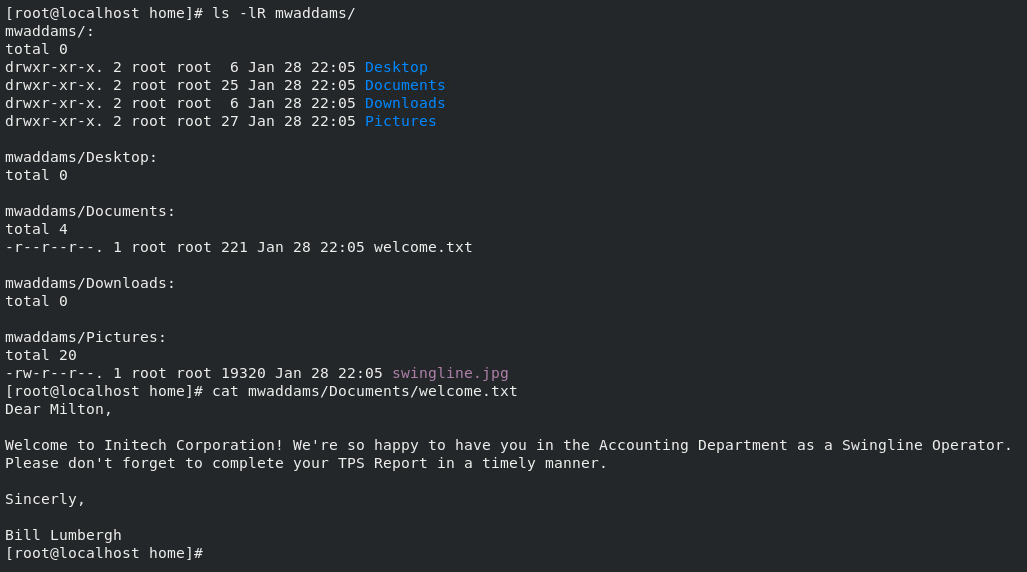 [root@localhost home]# ls -lR mwaddams/
mwaddams/:
total 0
drwxr-xr-x. 2 root root  6 Jan 28 22:05 Desktop
drwxr-xr-x. 2 root root 25 Jan 28 22:05 Documents
drwxr-xr-x. 2 root root  6 Jan 28 22:05 Downloads
drwxr-xr-x. 2 root root 27 Jan 28 22:05 Pictures

mwaddams/Desktop:
total 0

mwaddams/Documents:
total 4
-r--r--r--. 1 root root 221 Jan 28 22:05 welcome.txt

mwaddams/Downloads:
total 0

mwaddams/Pictures:
total 20
-rw-r--r--. 1 root root 19320 Jan 28 22:05 swingline.jpg
[root@localhost home]# cat mwaddams/Documents/welcome.txt
Dear Milton,

Welcome to Initech Corporation! We're so happy to have you in the Accounting Department as a Swingline Operator.
Please don't forget to complete your TPS Report in a timely manner.

Sincerly,

Bill Lumbergh
[root@localhost home]#